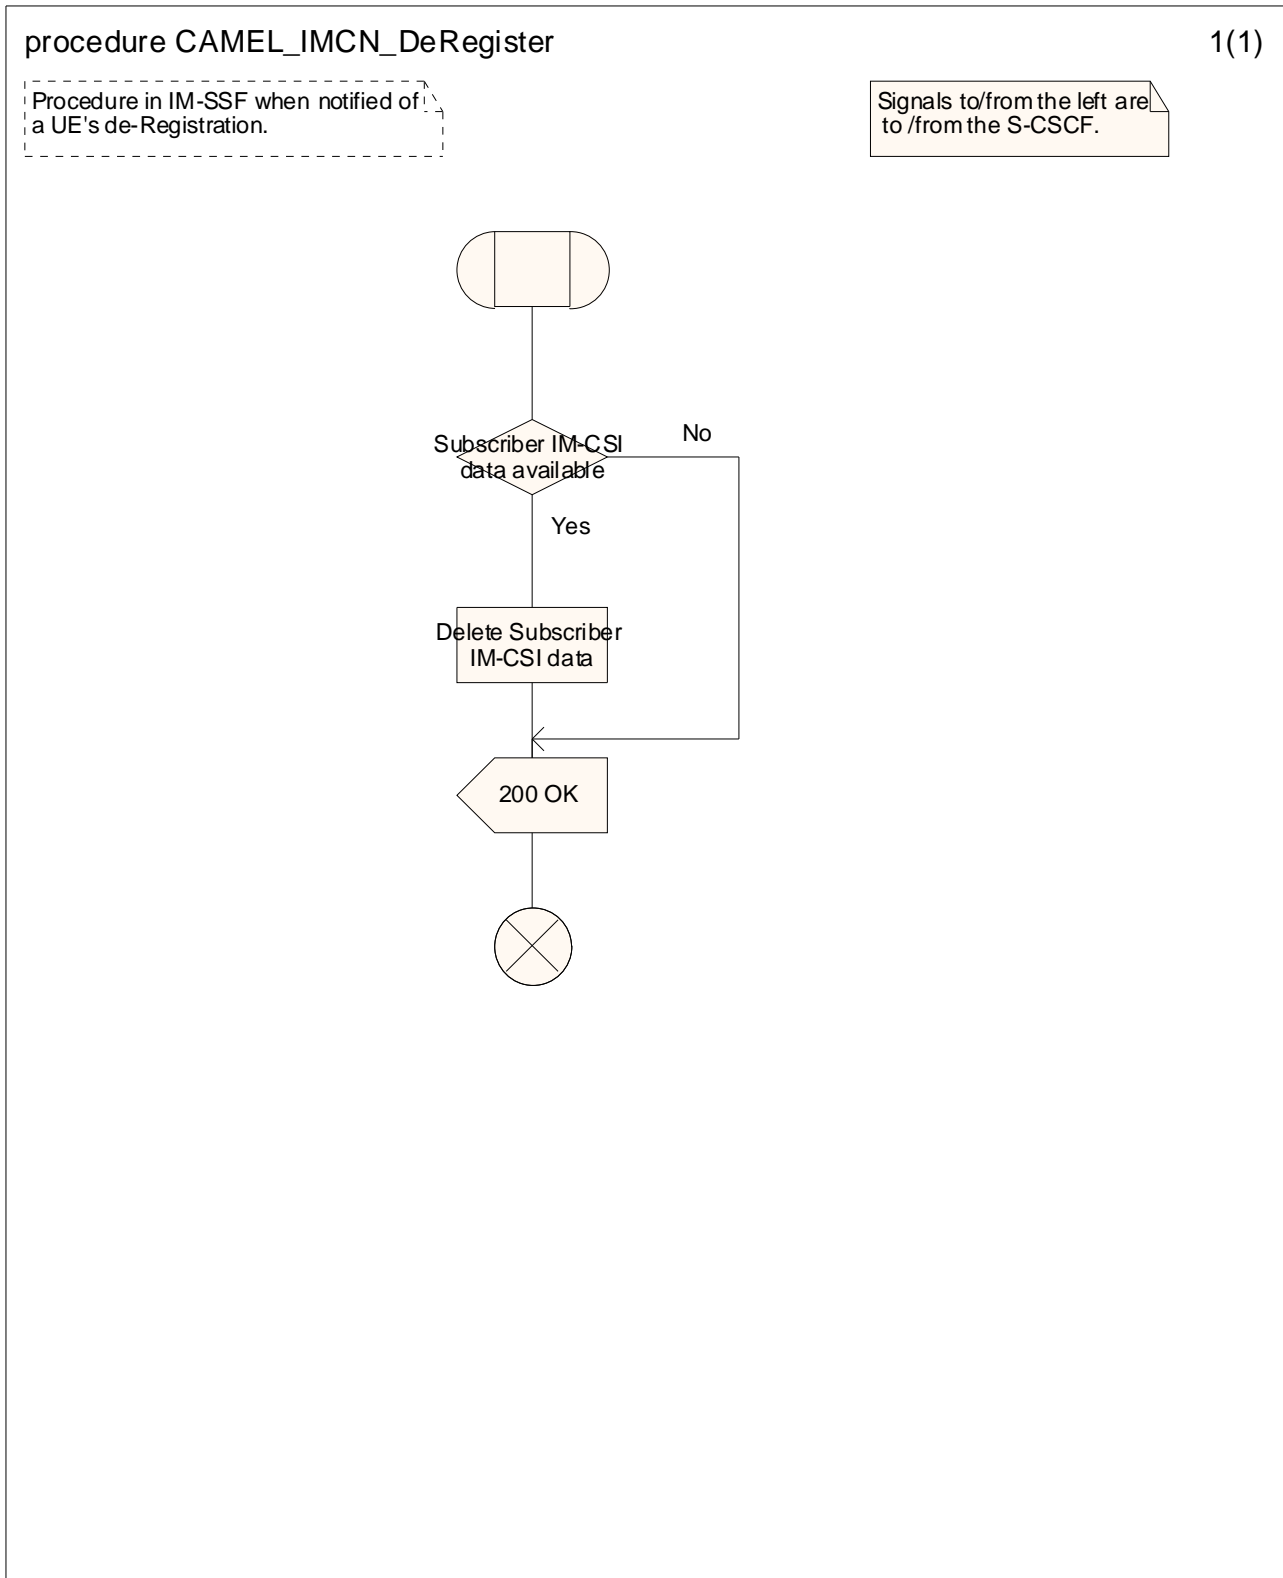 procedure CAMEL_IMCN_DeRegister
1(1)
Procedure in IM-SSF when notified of
a UE's de-Registration.
Signals to/from the left are
to /from the S-CSCF.
Subscriber IM-CSI
data available
No
Yes
Delete Subscriber
IM-CSI data
200 OK